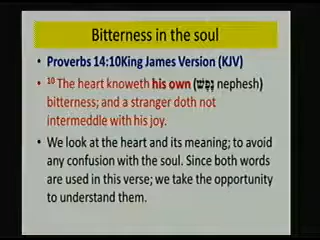 Bitterness in the soul
• Proverbs 14:10King James Version (KJV)
• 10 The heart knoweth his own (נֶפֶשׁ nephesh)
bitterness; and a stranger doth not
intermeddle with his joy.
• We look at the heart and its meaning; to avoid
any confusion with the soul. Since both words
are used in this verse; we take the opportunity
to understand them.